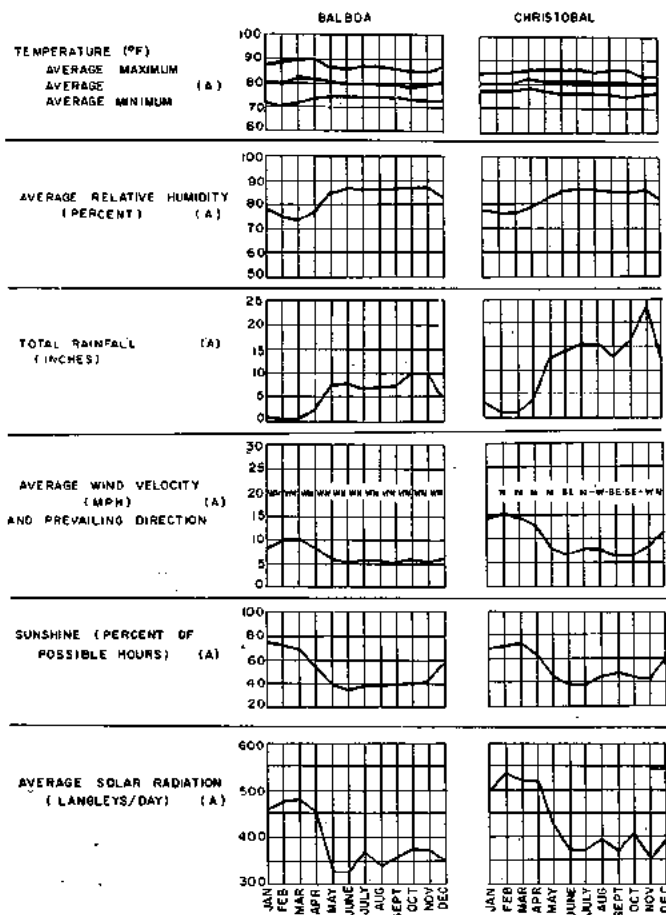 BALBOA
CHRISTOBAL
TEMPERATURE (°F)
AVERAGE MAXIMUM
AVERAGE (A)
AVERAGE MINIMUM
100
90
80
70
60
AVERAGE RELATIVE HUMIDITY
(PERCENT) (A)
100
90
80
60
50
TOTAL RAINFALL (A)
(INCHES)
25
20
15
10
5
0
AVERAGE WIND VELOCITY
(MPH) (A)
AND PREVAILING DIRECTION
30
25
20
15
10
5
0
SUNSHINE (PERCENT OF
POSSIBLE HOURS) (A)
100
80
60
40
20
AVERAGE SOLAR RADIATION
(LANGLEYS/DAY) (A)
600
500
400
300
JAN FEB MAR APR MAY JUNE JULY AUG SEPT OCT NOV DEC
JAN FEB MAR APR MAY JUNE JULY AUG SEPT OCT NOV DEC